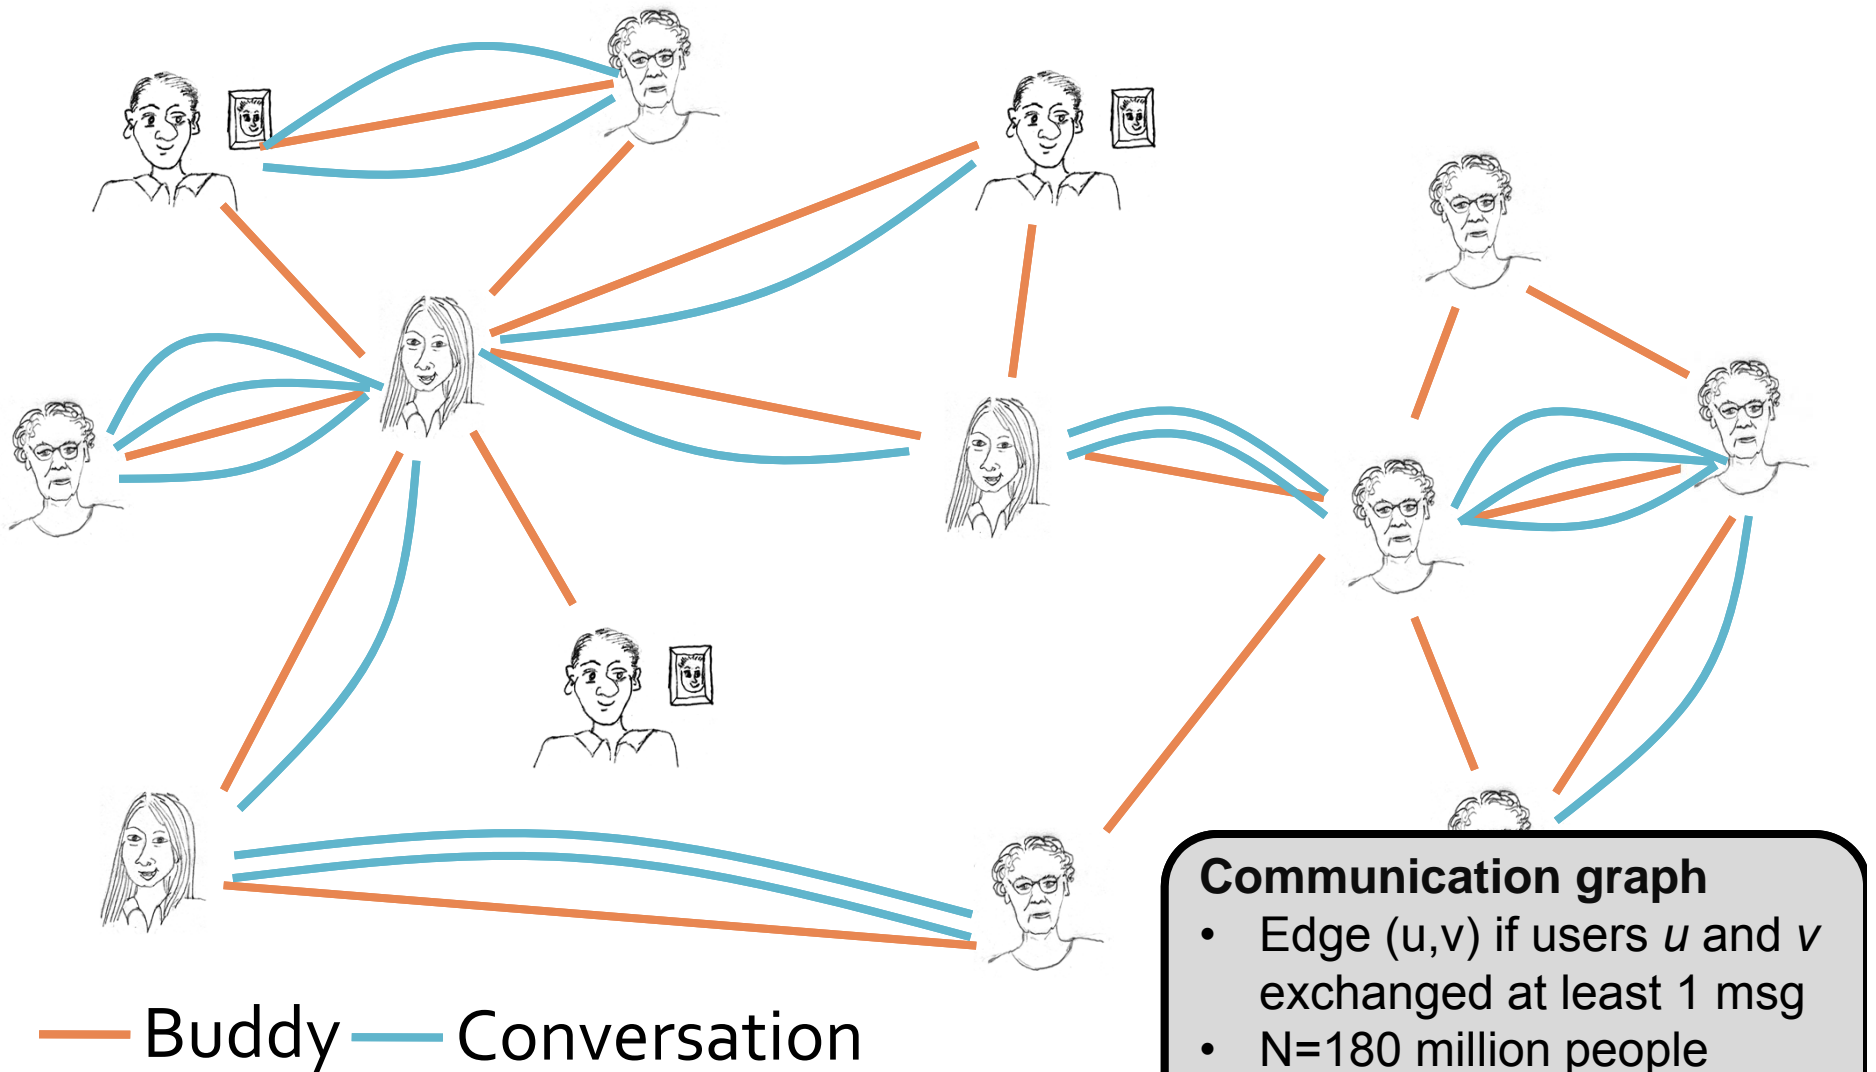 Communication graph
• Edge (u,v) if users u and v
exchanged at least 1 msg
• N=180 million people
Buddy
Conversation